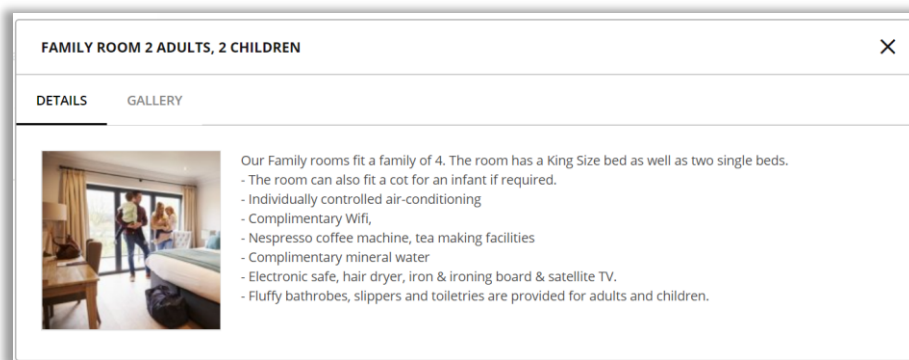 FAMILY ROOM 2 ADULTS, 2 CHILDREN
DETAILS GALLERY
Our Family rooms fit a family of 4. The room has a King Size bed as well as two single beds.
- The room can also fit a cot for an infant if required.
- Individually controlled air-conditioning
- Complimentary Wifi,
- Nespresso coffee machine, tea making facilities
- Complimentary mineral water
- Electronic safe, hair dryer, iron & ironing board & satellite TV.
- Fluffy bathrobes, slippers and toiletries are provided for adults and children.